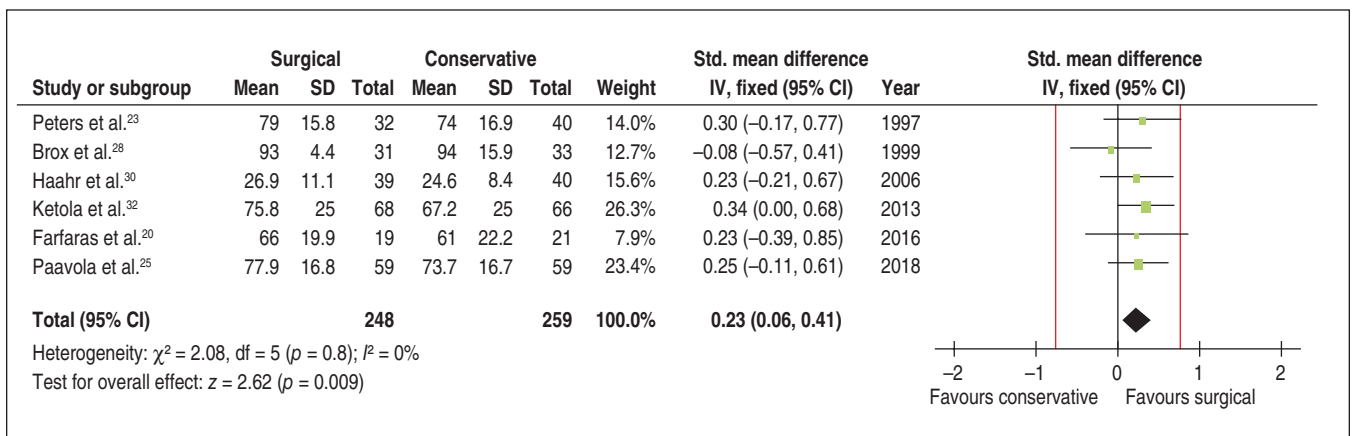 Surgical Conservative Std. mean difference Std. mean difference
Study or subgroup Mean SD Total Mean SD Total Weight IV, fixed (95% CI) Year IV, fixed (95% CI)
Peters et al.²³ 79 15.8 32 74 16.9 40 14.0% 0.30 (–0.17, 0.77) 1997
Brox et al.²⁸ 93 4.4 31 94 15.9 33 12.7% –0.08 (–0.57, 0.41) 1999
Haahr et al.³⁰ 26.9 11.1 39 24.6 8.4 40 15.6% 0.23 (–0.21, 0.67) 2006
Ketola et al.³² 75.8 25 68 67.2 25 66 26.3% 0.34 (0.00, 0.68) 2013
Farfaras et al.²⁰ 66 19.9 19 61 22.2 21 7.9% 0.23 (–0.39, 0.85) 2016
Paavola et al.²⁵ 77.9 16.8 59 73.7 16.7 59 23.4% 0.25 (–0.11, 0.61) 2018
Total (95% CI) 248 259 100.0% 0.23 (0.06, 0.41)
Heterogeneity: χ² = 2.08, df = 5 (p = 0.8); I² = 0%
Test for overall effect: z = 2.62 (p = 0.009)
–2 –1 0 1 2
Favours conservative Favours surgical